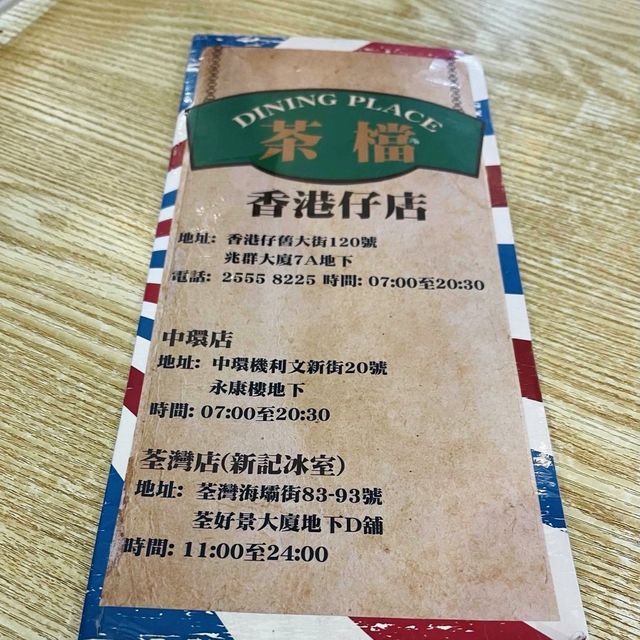 DINING PLACE
茶檔
香港仔店
地址: 香港仔舊大街120號
兆群大廈7A地下
電話: 2555 8225 時間: 07:00至20:30
中環店
地址: 中環機利文新街20號
永康樓地下
時間: 07:00至20:30
荃灣店(新記冰室)
地址: 荃灣海壩街83-93號
荃好景大廈地下D舖
時間: 11:00至24:00